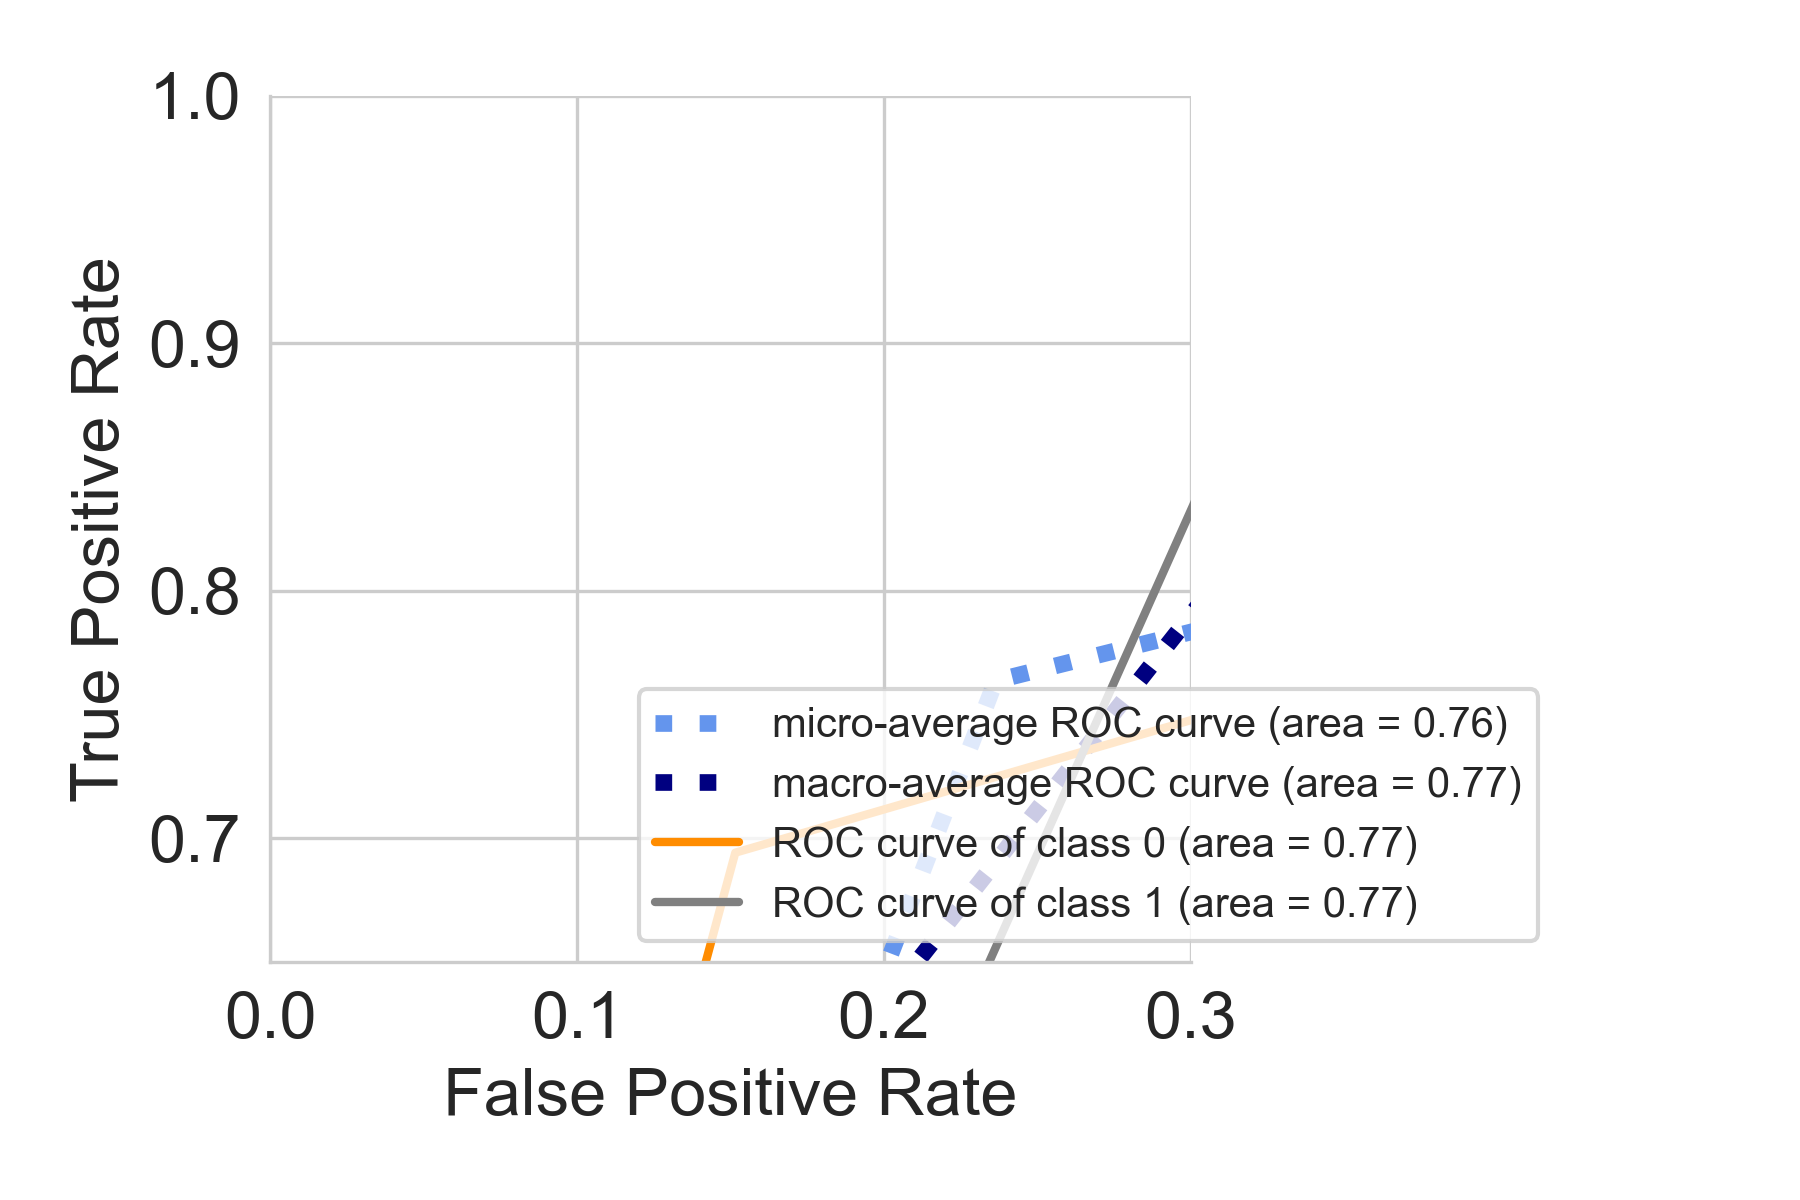 1.0
0.9
0.8
0.7
True Positive Rate
micro-average ROC curve (area = 0.76)
macro-average ROC curve (area = 0.77)
ROC curve of class 0 (area = 0.77)
ROC curve of class 1 (area = 0.77)
0.0 0.1 0.2 0.3
False Positive Rate